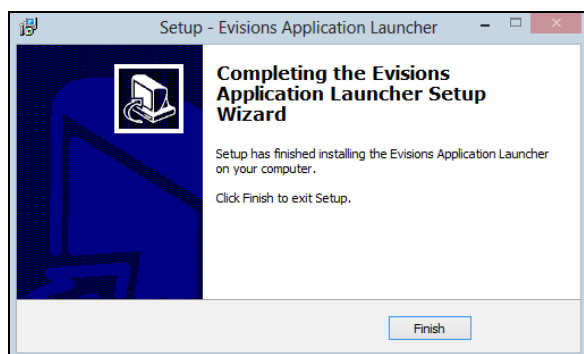 Setup - Evisions Application Launcher
Completing the Evisions
Application Launcher Setup
Wizard
Setup has finished installing the Evisions Application Launcher
on your computer.
Click Finish to exit Setup.
Finish